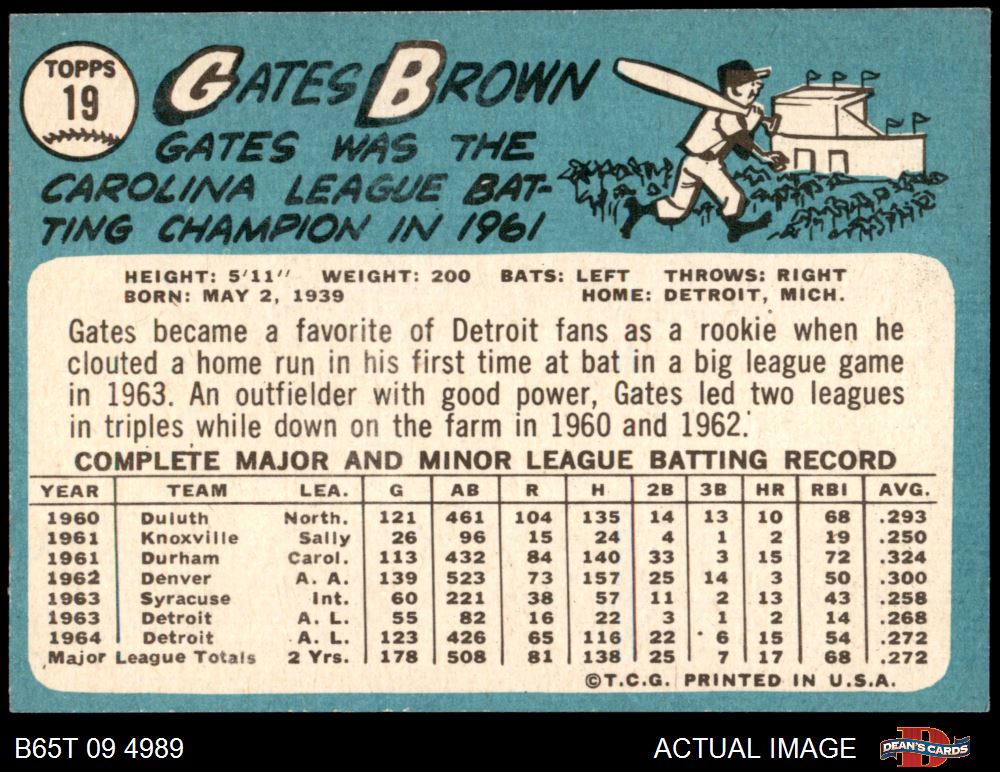 TOPPS
19
GATES BROWN
GATES WAS THE
CAROLINA LEAGUE BAT-
TING CHAMPION IN 1961
HEIGHT: 5'11" WEIGHT: 200 BATS: LEFT THROWS: RIGHT
BORN: MAY 2, 1939 HOME: DETROIT, MICH.
Gates became a favorite of Detroit fans as a rookie when he
clouted a home run in his first time at bat in a big league game
in 1963. An outfielder with good power, Gates led two leagues
in triples while down on the farm in 1960 and 1962.
COMPLETE MAJOR AND MINOR LEAGUE BATTING RECORD
YEAR TEAM LEA. G AB R H 2B 3B HR RBI AVG.
1960 Duluth North. 121 461 104 135 14 13 10 68 .293
1961 Knoxville Sally 26 96 15 24 4 1 2 19 .250
1961 Durham Carol. 113 432 84 140 33 3 15 72 .324
1962 Denver A. A. 139 523 73 157 25 14 3 50 .300
1963 Syracuse Int. 60 221 38 57 11 2 13 43 .258
1963 Detroit A. L. 55 82 16 22 3 1 2 14 .268
1964 Detroit A. L. 123 426 65 116 22 6 15 54 .272
Major League Totals 2 Yrs. 178 508 81 138 25 7 17 68 .272
©T.C.G. PRINTED IN U.S.A.
B65T 09 4989 ACTUAL IMAGE D DEAN'S CARDS